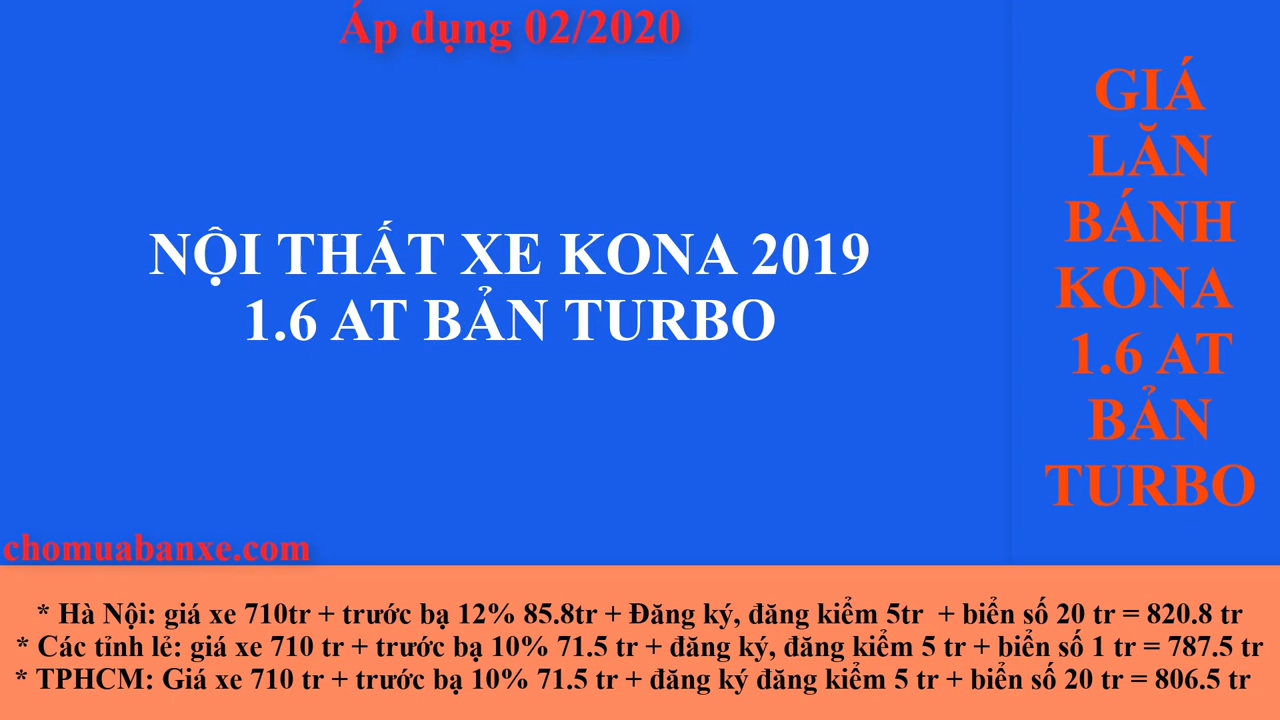 Áp dụng 02/2020
NỘI THẤT XE KONA 2019
1.6 AT BẢN TURBO
GIÁ
LĂN
BÁNH
KONA
1.6 AT
BẢN
TURBO
chomuabanxe.com
* Hà Nội: giá xe 710tr + trước bạ 12% 85.8tr + Đăng ký, đăng kiểm 5tr + biển số 20 tr = 820.8 tr
* Các tỉnh lẻ: giá xe 710 tr + trước bạ 10% 71.5 tr + đăng ký, đăng kiểm 5 tr + biển số 1 tr = 787.5 tr
* TPHCM: Giá xe 710 tr + trước bạ 10% 71.5 tr + đăng ký đăng kiểm 5 tr + biển số 20 tr = 806.5 tr